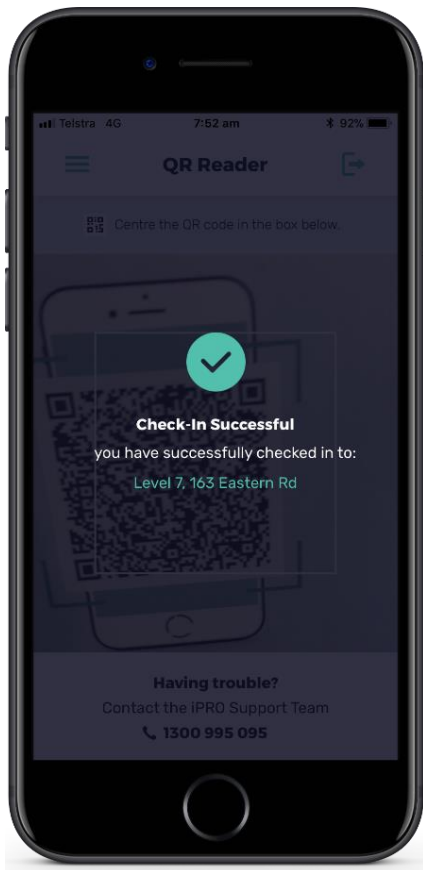 Telstra 4G 7:52 am 92%
QR Reader
Centre the QR code in the box below.
Check-In Successful
you have successfully checked in to:
Level 7, 163 Eastern Rd
Having trouble?
Contact the iPRO Support Team
1300 995 095